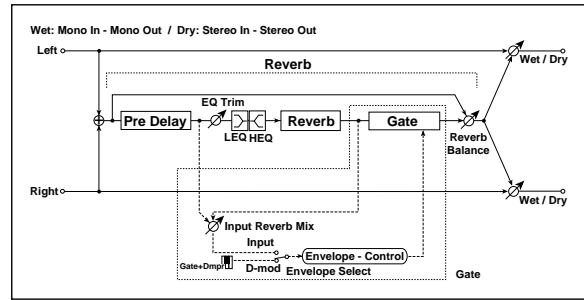 Wet: Mono In - Mono Out / Dry: Stereo In - Stereo Out
Left
Wet / Dry
Reverb
EQ Trim
Pre Delay
LEQ HEQ
Reverb
Gate
Reverb
Balance
Right
Wet / Dry
Input Reverb Mix
Input
Gate+Dmpr
D-mod
Envelope - Control
Envelope Select
Gate